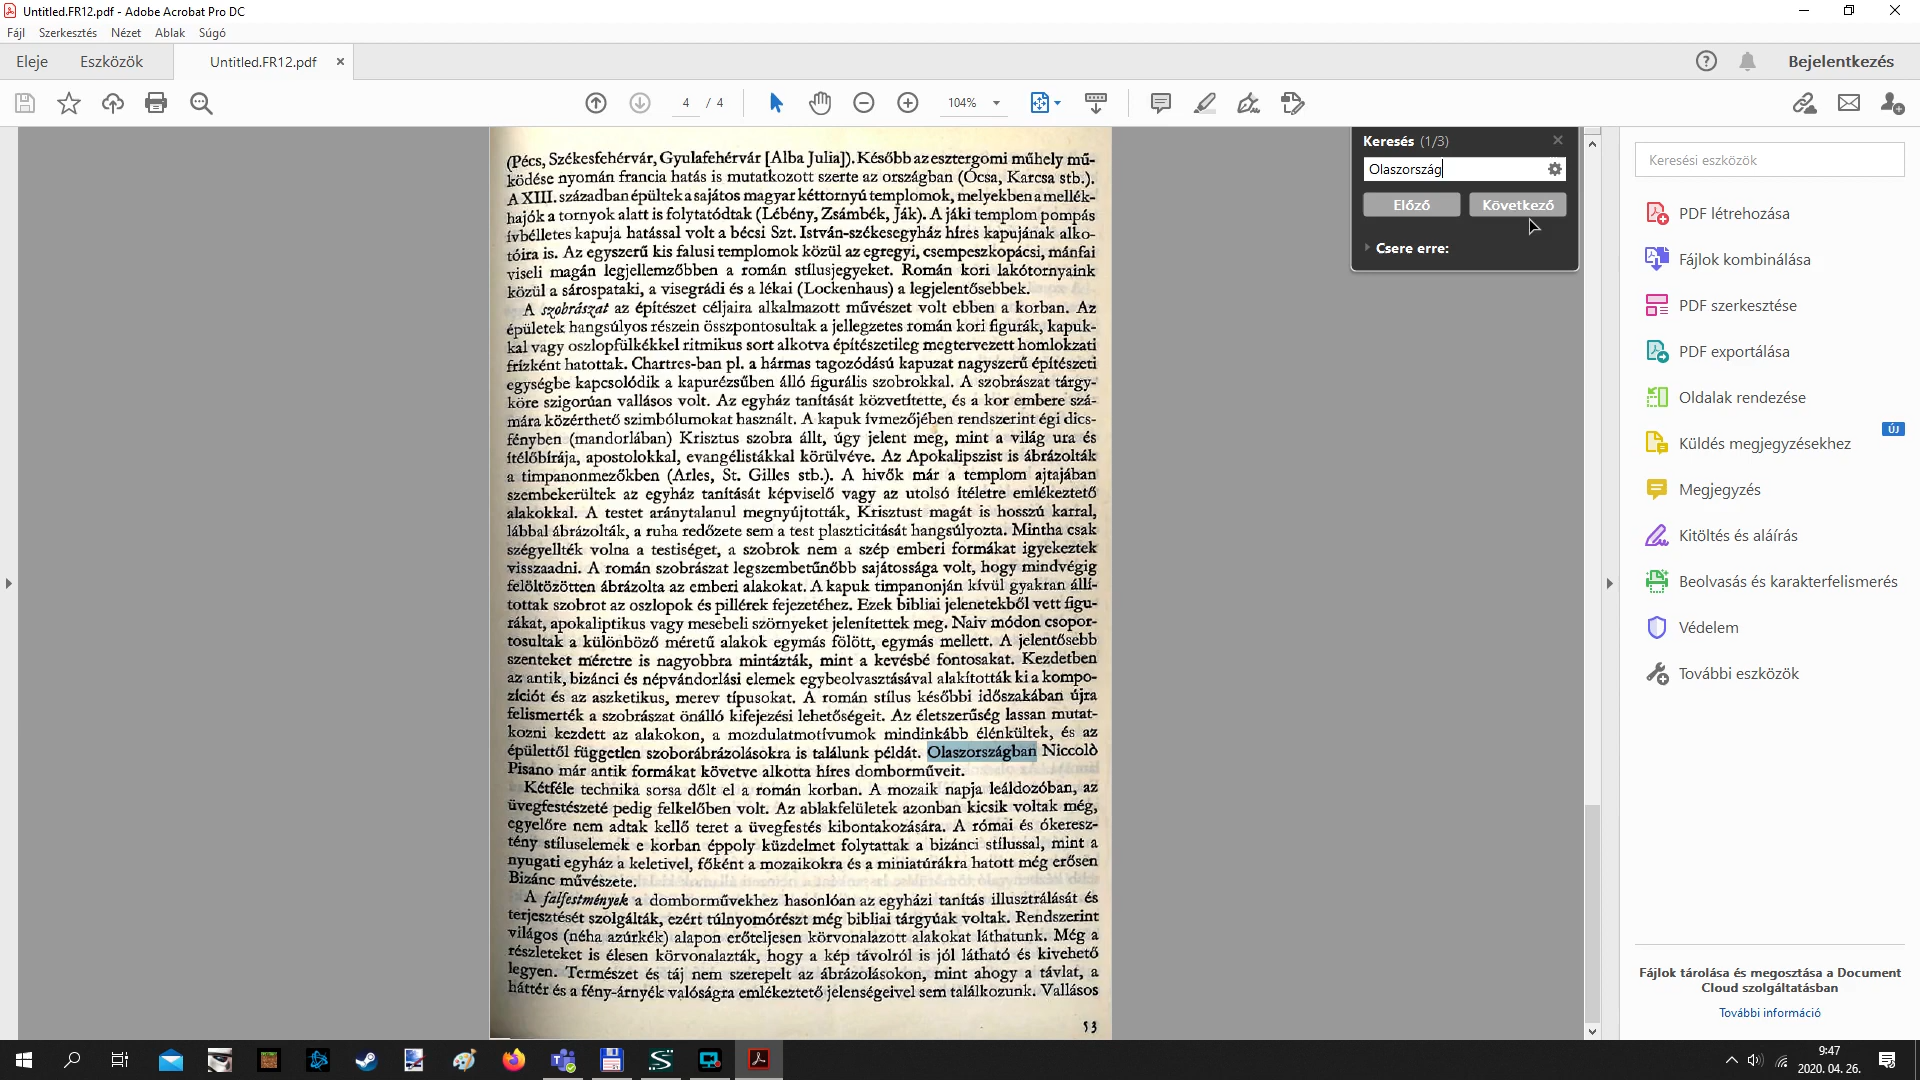 Untitled.FR12.pdf - Adobe Acrobat Pro DC
Fájl Szerkesztés Nézet Ablak Súgó
Eleje Eszközök Untitled.FR12.pdf Bejelentkezés
4 / 4 104%
(Pécs, Székesfehérvár, Gyulafehérvár [Alba Julia]). Később az esztergomi műhely mű-
ködése nyomán francia hatás is mutatkozott szerte az országban (Ócsa, Karcsa stb.).
A XIII. században épültek a sajátos magyar kéttornyú templomok, melyekben a mellék-
hajók a tornyok alatt is folytatódtak (Lébény, Zsámbék, Ják). A jáki templom pompás
ívbélletes kapuja hatással volt a bécsi Szt. István-székesegyház híres kapujának alko-
tóira is. Az egyszerű kis falusi templomok közül az egregyi, csempeszkopácsi, mánfai
viseli magán legjellemzőbben a román stílusjegyeket. Román kori lakótornyaink
közül a sárospataki, a visegrádi és a lékai (Lockenhaus) a legjelentősebbek.
A szobrászat az építészet céljaira alkalmazott művészet volt ebben a korban. Az
épületek hangsúlyos részein összpontosultak a jellegzetes román kori figurák, kapuk-
kal vagy oszlopfülkékkel ritmikus sort alkotva építészetileg megtervezett homlokzati
frízként hatottak. Chartres-ban pl. a hármas tagozódású kapuzat nagyszerű építészeti
egységbe kapcsolódik a kapurézsűben álló figurális szobrokkal. A szobrászat tárgy-
köre szigorúan vallásos volt. Az egyház tanítását közvetítette, és a kor embere szá-
mára közérthető szimbólumokat használt. A kapuk ívmezőjében rendszerint égi dics-
fényben (mandorlában) Krisztus szobra állt, úgy jelent meg, mint a világ ura és
ítélőbírája, apostolokkal, evangélistákkal körülvéve. Az Apokalipszist is ábrázolták
a timpanonmezőkben (Arles, St. Gilles stb.). A hivők már a templom ajtajában
szembekerültek az egyház tanítását képviselő vagy az utolsó ítéletre emlékeztető
alakokkal. A testet aránytalanul megnyújtották, Krisztust magát is hosszú karral,
lábbal ábrázolták, a ruha redőzete sem a test plaszticitását hangsúlyozta. Mintha csak
szégyellték volna a testiséget, a szobrok nem a szép emberi formákat igyekeztek
visszaadni. A román szobrászat legszembetűnőbb sajátossága volt, hogy mindvégig
felöltözötten ábrázolta az emberi alakokat. A kapuk timpanonján kívül gyakran állí-
tottak szobrot az oszlopok és pillérek fejezetéhez. Ezek bibliai jelenetekből vett figu-
rákat, apokaliptikus vagy mesebeli szörnyeket jelenítettek meg. Naiv módon csopor-
tosultak a különböző méretű alakok egymás fölött, egymás mellett. A jelentősebb
szenteket méretre is nagyobbra mintázták, mint a kevésbé fontosakat. Kezdetben
az antik, bizánci és népvándorlási elemek egybeolvasztásával alakították ki a kompo-
zíciót és az aszketikus, merev típusokat. A román stílus későbbi időszakában újra
felismerték a szobrászat önálló kifejezési lehetőségeit. Az életszerűség lassan mutat-
kozni kezdett az alakokon, a mozdulatmotívumok mindinkább élénkültek, és az
épülettől független szoborábrázolásokra is találunk példát. Olaszországban Niccolò
Pisano már antik formákat követve alkotta híres domborműveit.
Kétféle technika sorsa dőlt el a román korban. A mozaik napja leáldozóban, az
üvegfestészeté pedig felkelőben volt. Az ablakfelületek azonban kicsik voltak még,
egyelőre nem adtak kellő teret a üvegfestés kibontakozására. A római és ókeresz-
tény stíluselemek e korban éppoly küzdelmet folytattak a bizánci stílussal, mint a
nyugati egyház a keletivel, főként a mozaikokra és a miniatúrákra hatott még erősen
Bizánc művészete.
A falfestmények a domborművekhez hasonlóan az egyházi tanítás illusztrálását és
terjesztését szolgálták, ezért túlnyomórészt még bibliai tárgyúak voltak. Rendszerint
világos (néha azúrkék) alapon erőteljesen körvonalazott alakokat láthatunk. Még a
részleteket is élesen körvonalazták, hogy a kép távolról is jól látható és kivehető
legyen. Természet és táj nem szerepelt az ábrázolásokon, mint ahogy a távlat, a
háttér és a fény-árnyék valóságra emlékeztető jelenségeivel sem találkozunk. Vallásos
53
Keresés (1/3)
Olaszország
Előző Következő
Csere erre:
Keresési eszközök
PDF létrehozása
Fájlok kombinálása
PDF szerkesztése
PDF exportálása
Oldalak rendezése
ÚJ
Küldés megjegyzésekhez
Megjegyzés
Kitöltés és aláírás
Beolvasás és karakterfelismerés
Védelem
További eszközök
Fájlok tárolása és megosztása a Document
Cloud szolgáltatásban
További információ
9:47
2020. 04. 26.